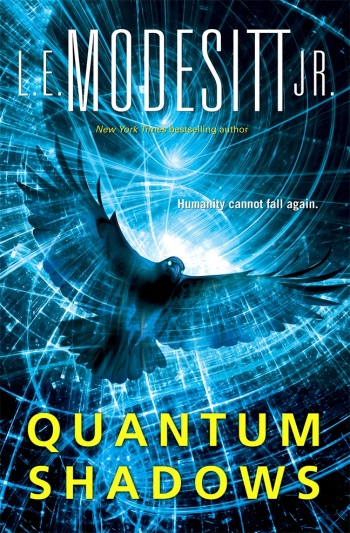 L.E. MODESITT JR.
New York Times bestselling author
Humanity cannot fall again.
QUANTUM
SHADOWS